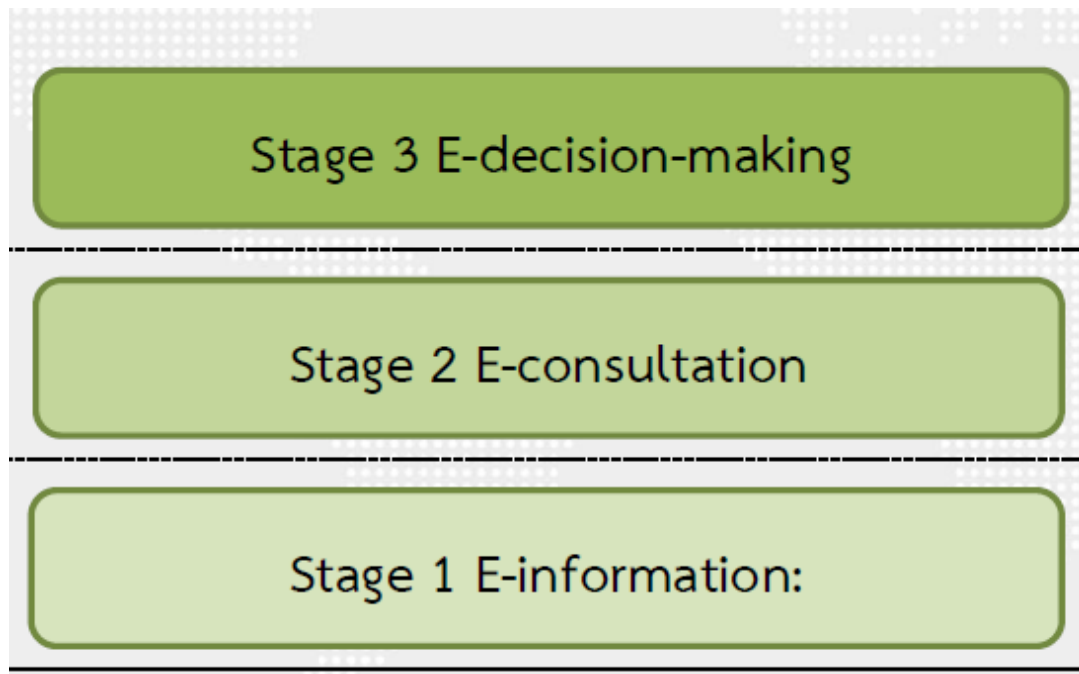 Stage 3 E-decision-making
Stage 2 E-consultation
Stage 1 E-information: